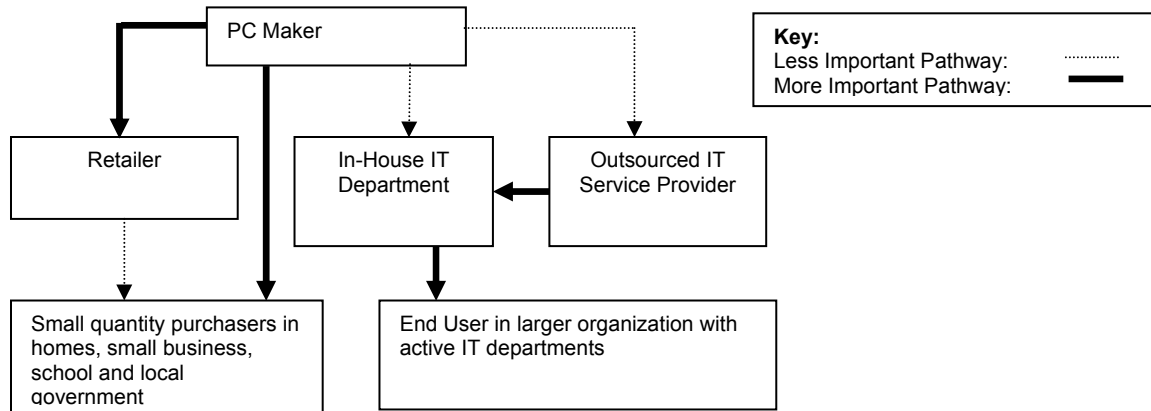 PC Maker
Key:
Less Important Pathway:
More Important Pathway:
Retailer
In-House IT
Department
Outsourced IT
Service Provider
Small quantity purchasers in
homes, small business,
school and local
government
End User in larger organization with
active IT departments